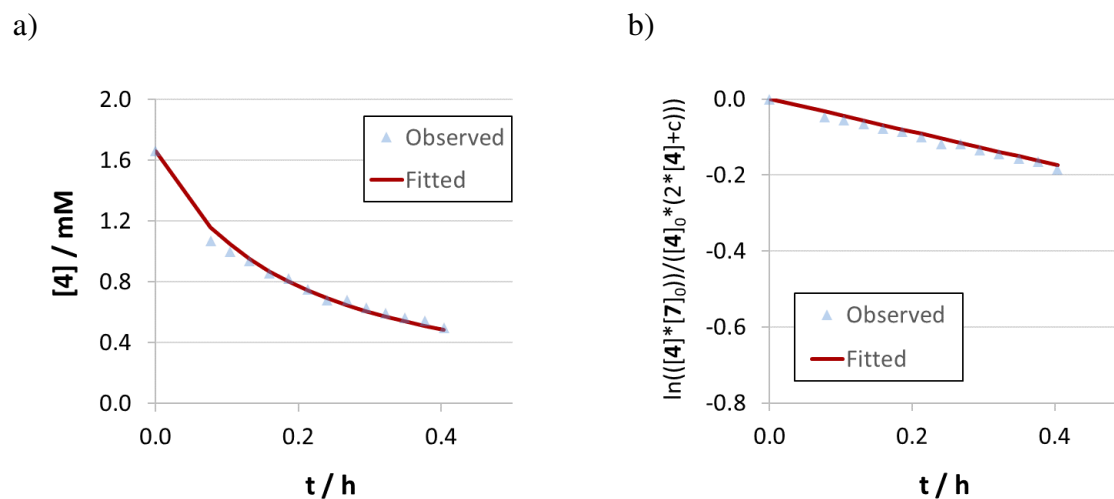 a)
2.0
1.6
1.2
0.8
0.4
0.0
[4] / mM
Observed
Fitted
0.0 0.2 0.4
t / h
b)
0.0
-0.2
-0.4
-0.6
-0.8
ln(([4]*[7]₀))/([4]₀*(2*[4]+c)))
Observed
Fitted
0.0 0.2 0.4
t / h